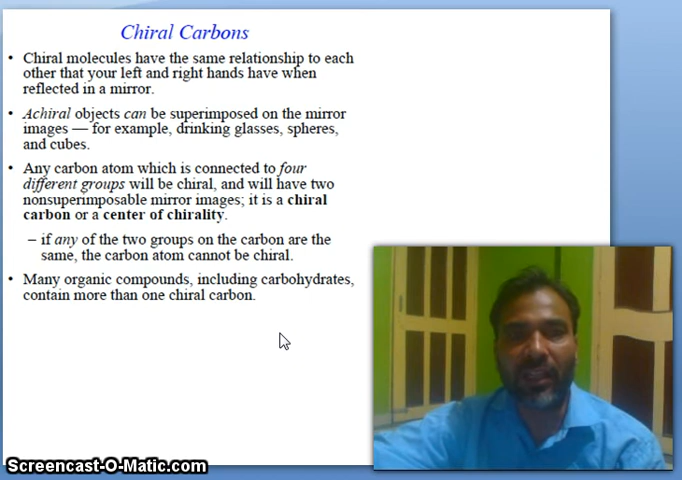 Chiral Carbons
• Chiral molecules have the same relationship to each
other that your left and right hands have when
reflected in a mirror.
• Achiral objects can be superimposed on the mirror
images — for example, drinking glasses, spheres,
and cubes.
• Any carbon atom which is connected to four
different groups will be chiral, and will have two
nonsuperimposable mirror images; it is a chiral
carbon or a center of chirality.
– if any of the two groups on the carbon are the
same, the carbon atom cannot be chiral.
• Many organic compounds, including carbohydrates,
contain more than one chiral carbon.
Screencast-O-Matic.com